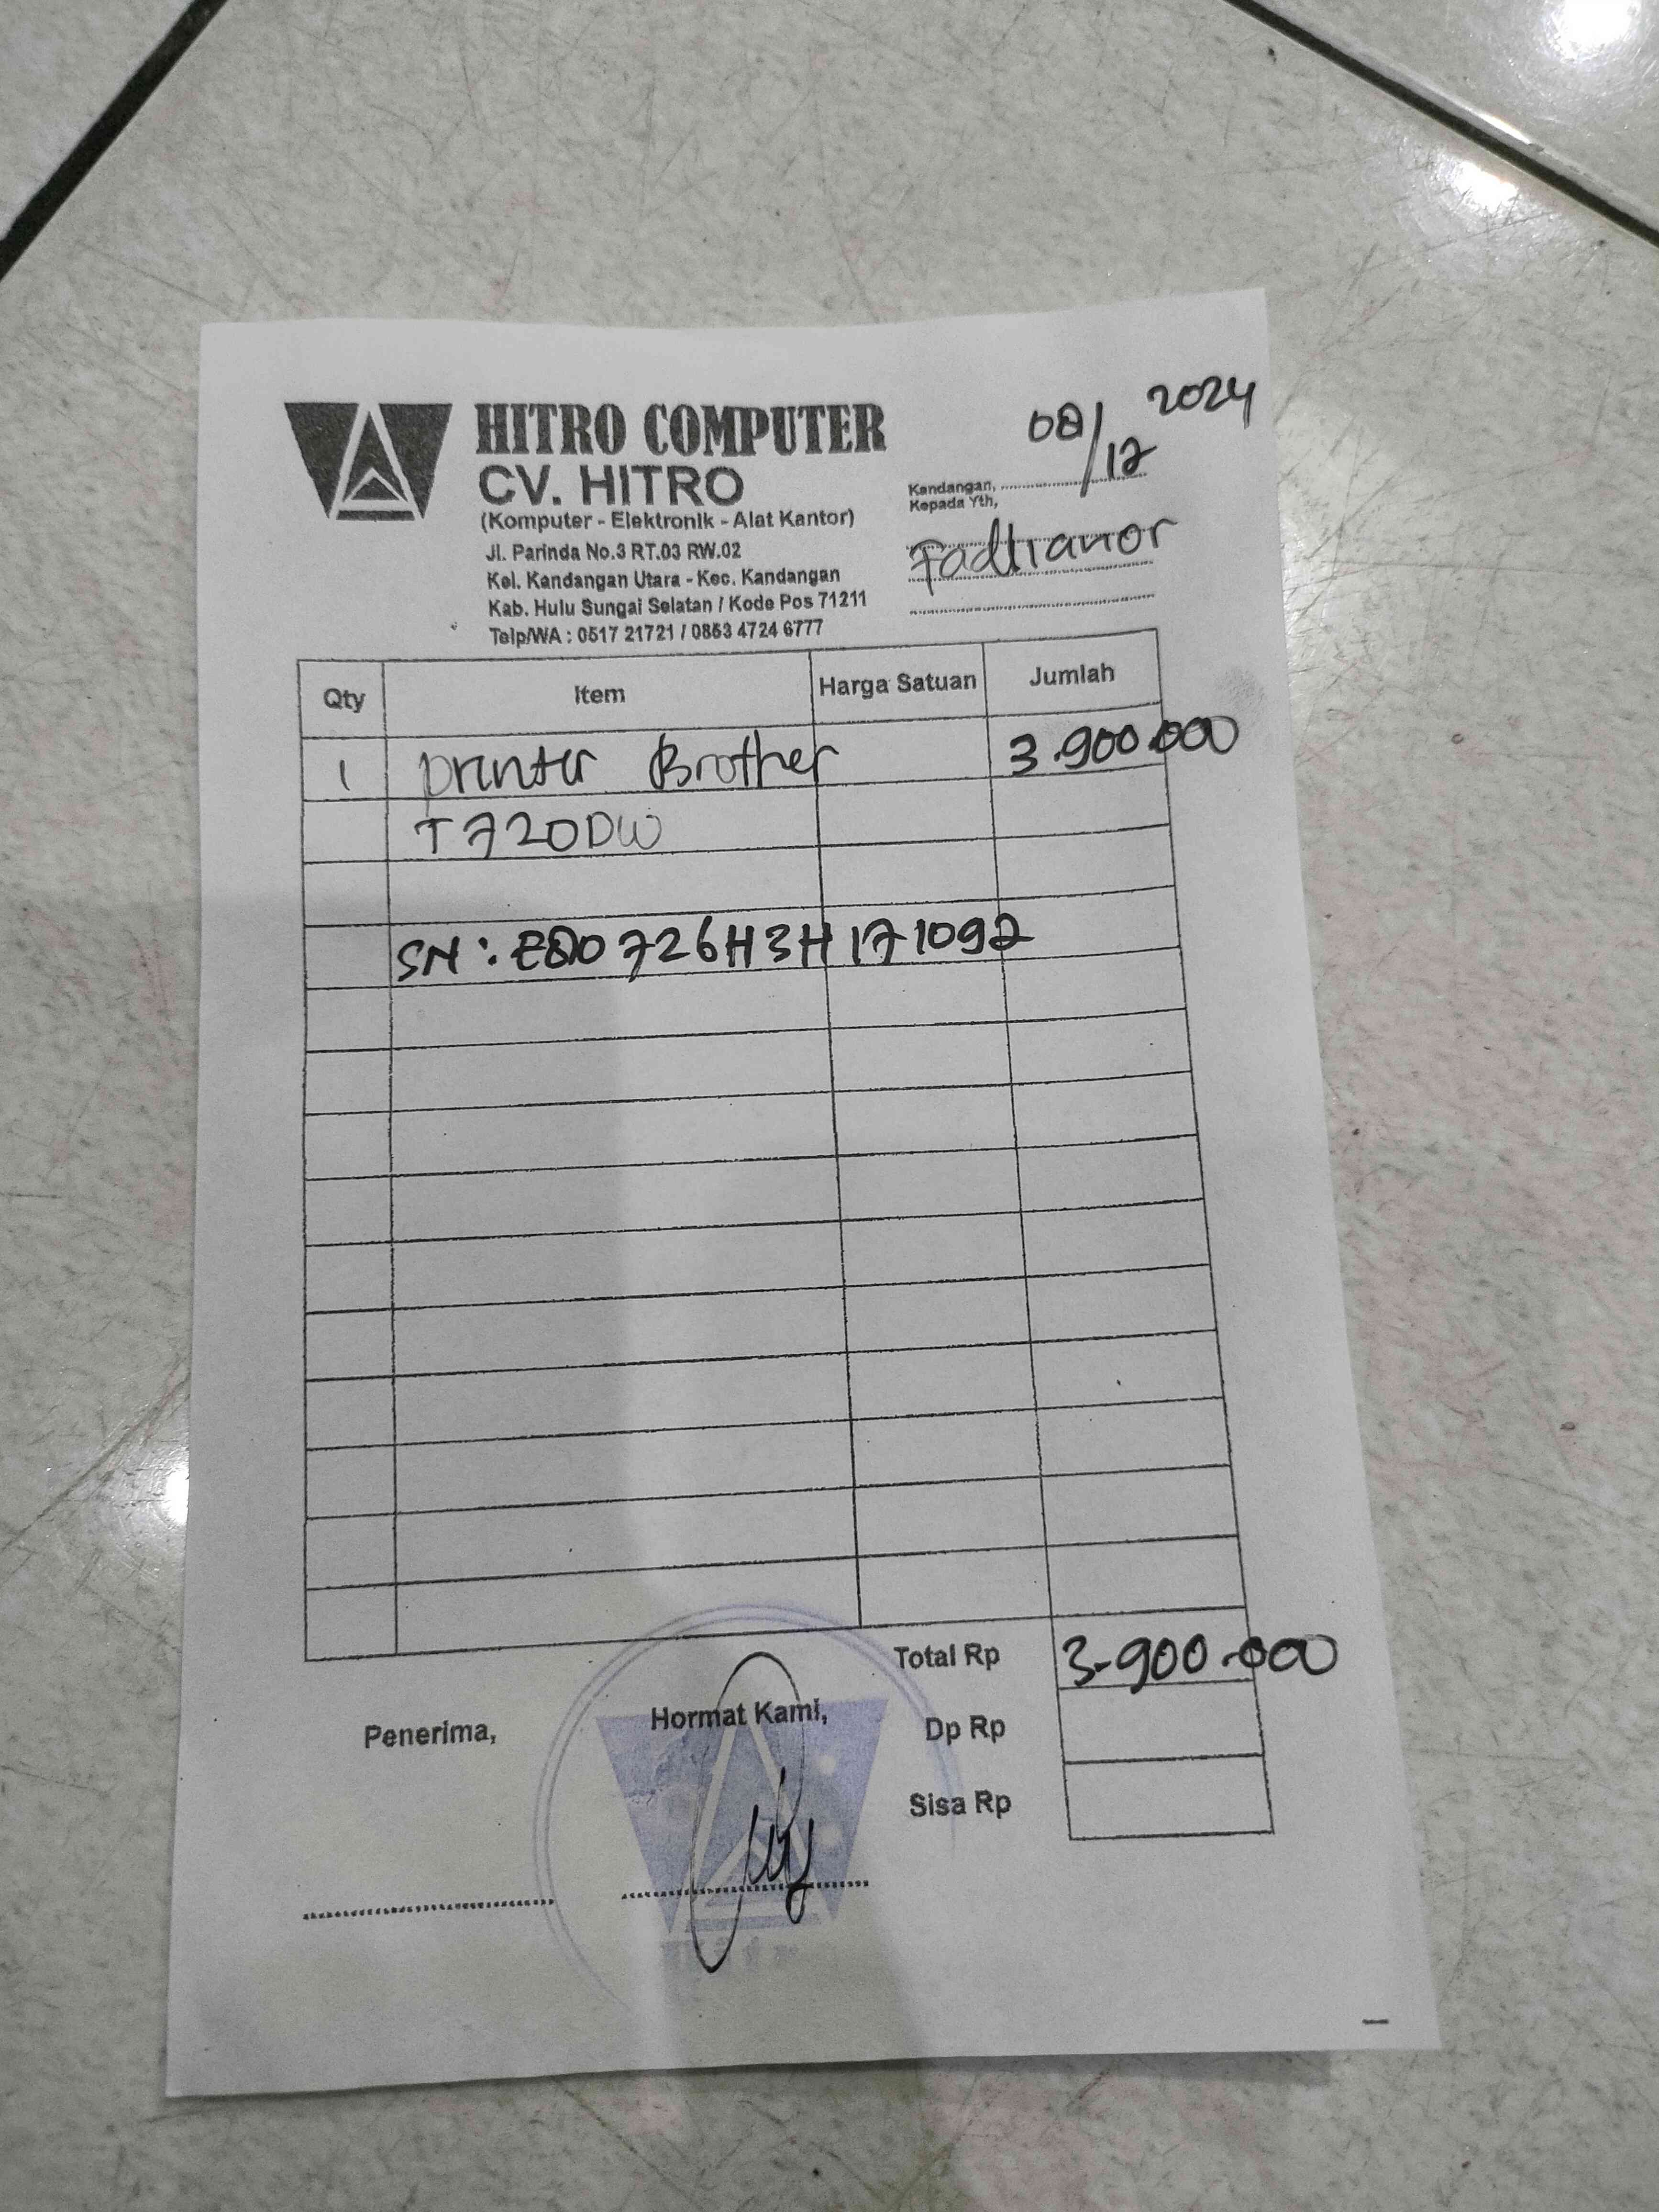 HITRO COMPUTER
CV. HITRO
(Komputer - Elektronik - Alat Kantor)
Jl. Parinda No.3 RT.03 RW.02
Kel. Kandangan Utara - Kec. Kandangan
Kab. Hulu Sungai Selatan / Kode Pos 71211
Telp/WA : 0517 21721 / 0853 4724 6777
08/12 2024
Kandangan,
Kepada Yth,
Fadhianor
Qty Item Harga Satuan Jumlah
1 printer Brother 3.900.000
T720DW
SN : E80726H3H171092
Total Rp 3.900.000
Penerima, Hormat Kami, Dp Rp
Sisa Rp